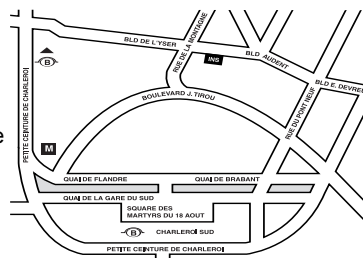 BLD DE L'YSER
RUE DE LA MONTAGNE
INS
BLD AUDENT
BLD E. DEVREU
B
PETITE CEINTURE DE CHARLEROI
BOULEVARD J. TIROU
RUE DU PONT NEUF
e
M
QUAI DE FLANDRE
QUAI DE BRABANT
QUAI DE LA GARE DU SUD
SQUARE DES
MARTYRS DU 18 AOUT
B
CHARLEROI SUD
PETITE CEINTURE DE CHARLEROI